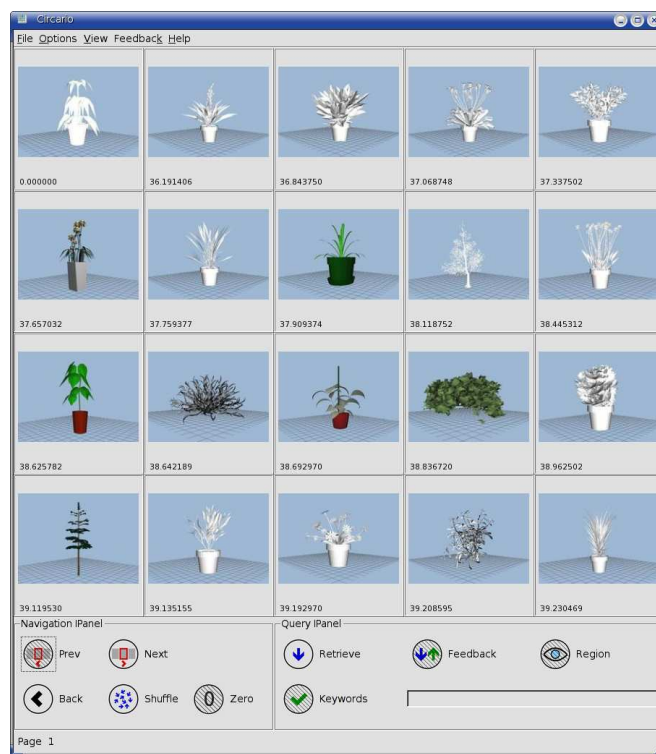 Circario
File Options View Feedback Help
0.000000 36.191406 36.843750 37.068748 37.337502
37.657032 37.759377 37.909374 38.118752 38.445312
38.625782 38.642189 38.692970 38.836720 38.962502
39.119530 39.135155 39.192970 39.208595 39.230469
Navigation IPanel Query IPanel
Prev Next Retrieve Feedback Region
Back Shuffle 0 Zero Keywords
Page 1